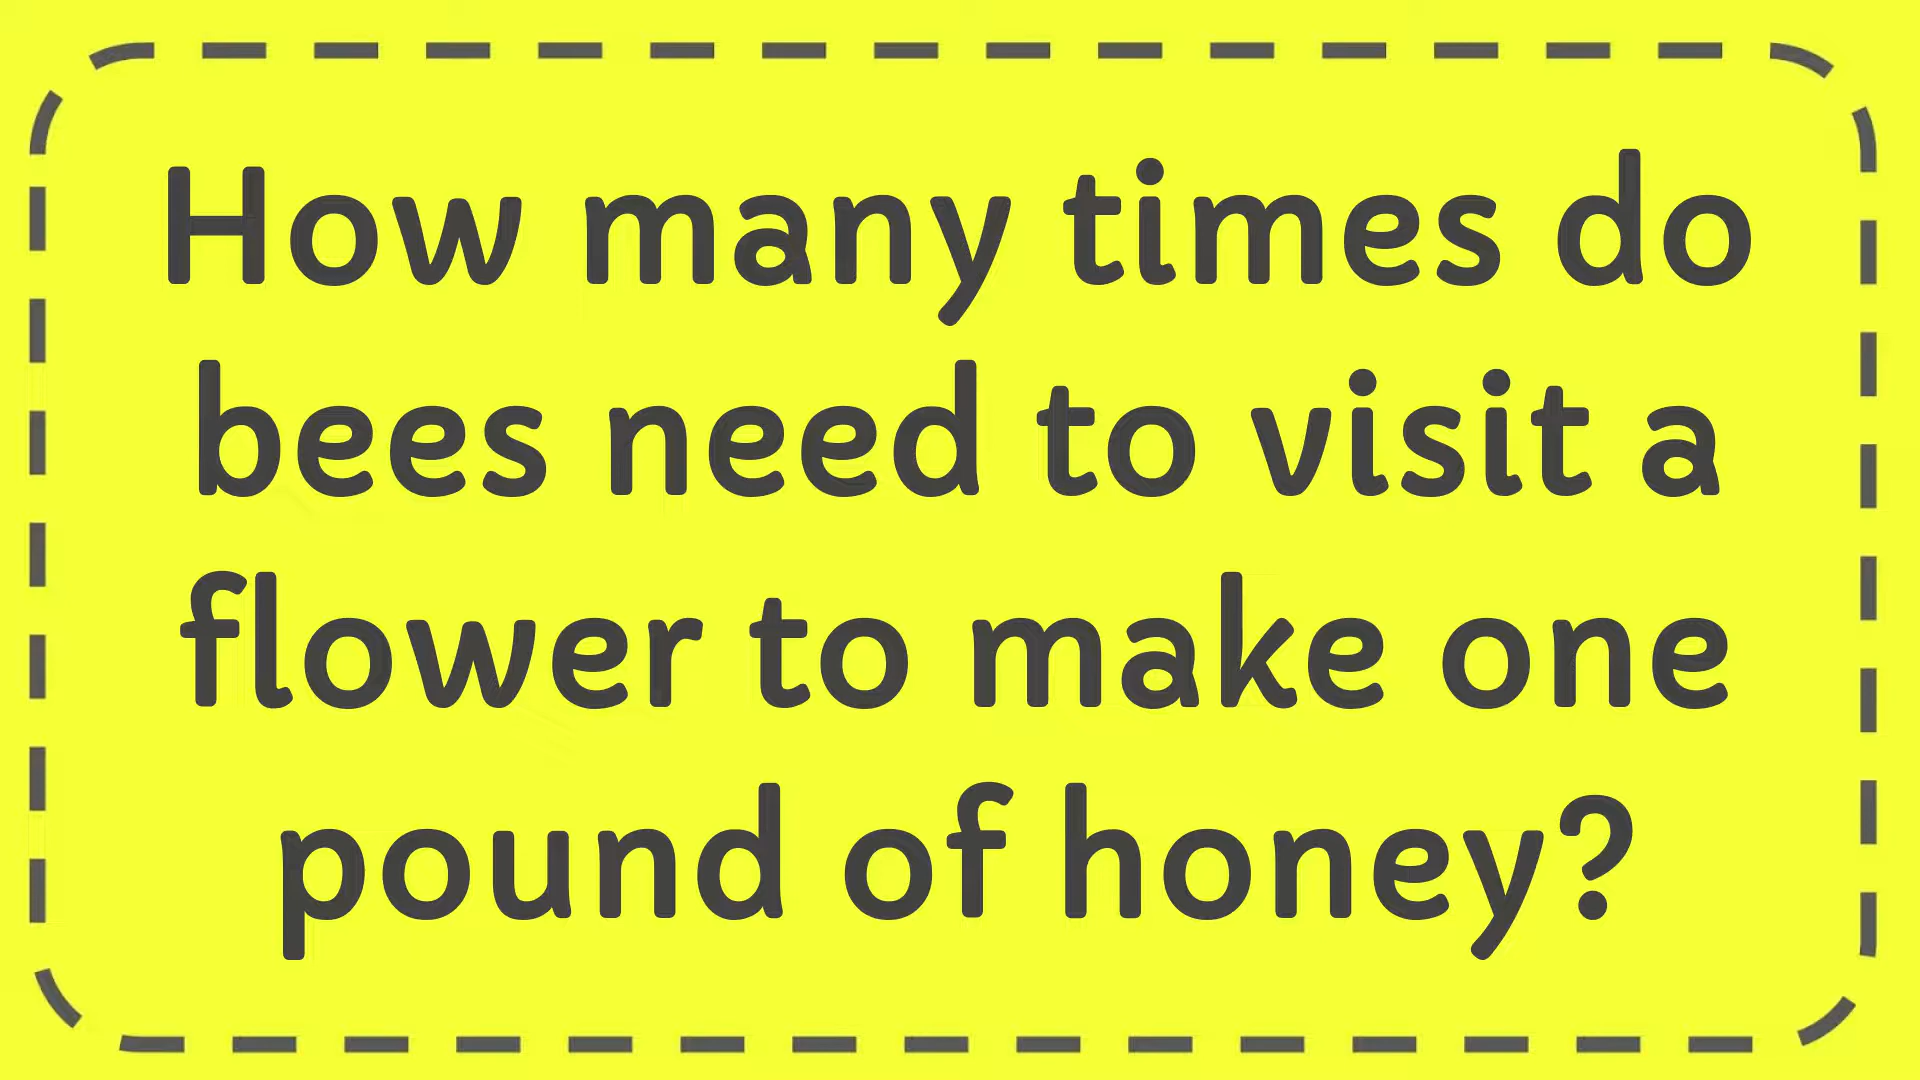 How many times do
bees need to visit a
flower to make one
pound of honey?